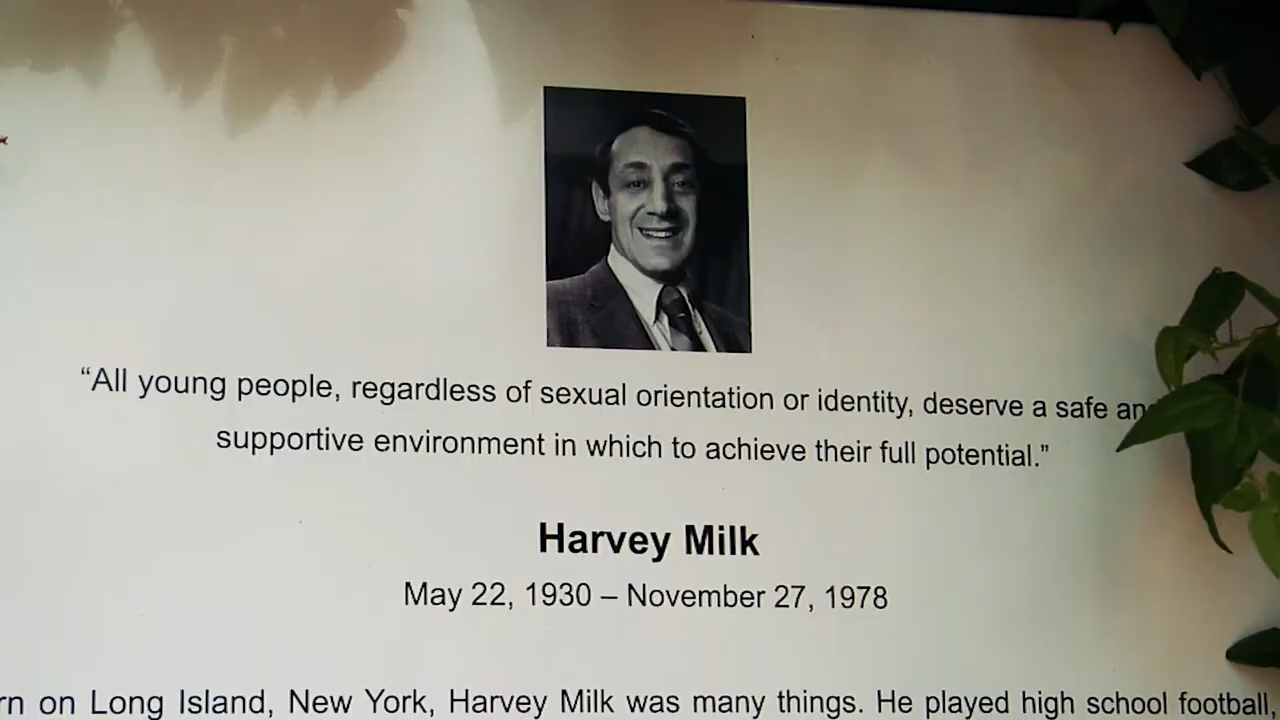 “All young people, regardless of sexual orientation or identity, deserve a safe
supportive environment in which to achieve their full potential.”
Harvey Milk
May 22, 1930 – November 27, 1978
on Long Island, New York, Harvey Milk was many things. He played high school football,